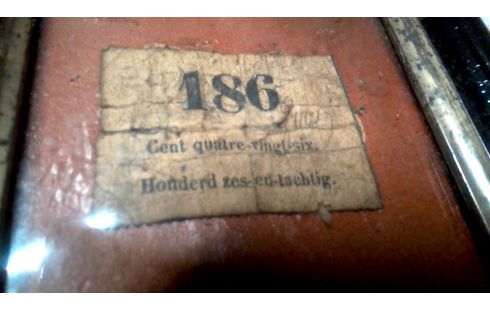 186
Cent quatre-vingt-six.
Honderd zes-en-tachtig.